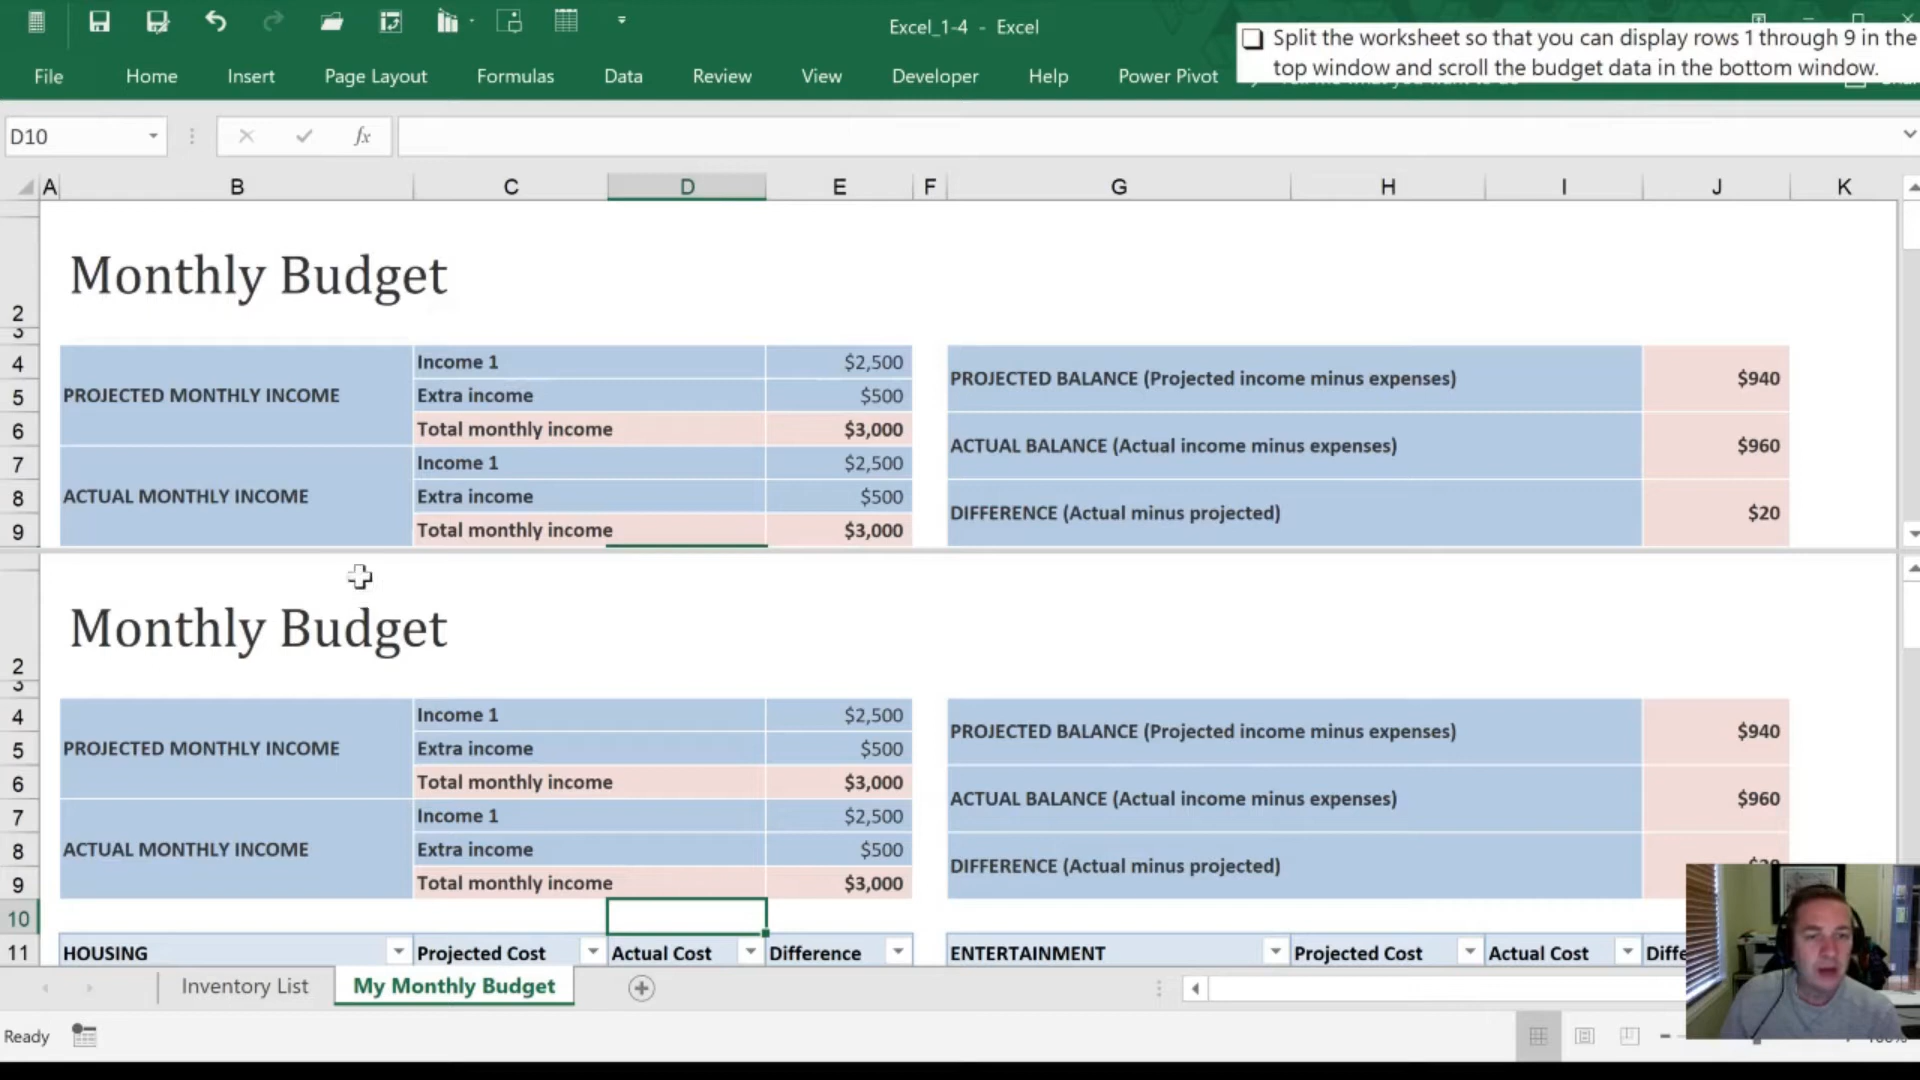 Excel_1-4 - Excel
Split the worksheet so that you can display rows 1 through 9 in the
top window and scroll the budget data in the bottom window.
File Home Insert Page Layout Formulas Data Review View Developer Help Power Pivot
D10 fx
A B C D E F G H I J K
Monthly Budget
2
3
4 Income 1 $2,500
PROJECTED BALANCE (Projected income minus expenses) $940
5 PROJECTED MONTHLY INCOME Extra income $500
6 Total monthly income $3,000
ACTUAL BALANCE (Actual income minus expenses) $960
7 Income 1 $2,500
8 ACTUAL MONTHLY INCOME Extra income $500
DIFFERENCE (Actual minus projected) $20
9 Total monthly income $3,000
Monthly Budget
2
3
4 Income 1 $2,500
PROJECTED BALANCE (Projected income minus expenses) $940
5 PROJECTED MONTHLY INCOME Extra income $500
6 Total monthly income $3,000
ACTUAL BALANCE (Actual income minus expenses) $960
7 Income 1 $2,500
8 ACTUAL MONTHLY INCOME Extra income $500
DIFFERENCE (Actual minus projected)
9 Total monthly income $3,000
10
11 HOUSING Projected Cost Actual Cost Difference ENTERTAINMENT Projected Cost Actual Cost Diffe
Inventory List My Monthly Budget
Ready